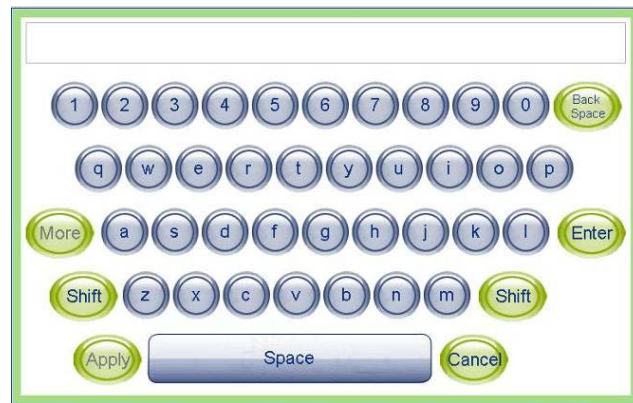 1 2 3 4 5 6 7 8 9 0 Back Space
q w e r t y u i o p
More a s d f g h j k l Enter
Shift z x c v b n m Shift
Apply Space Cancel